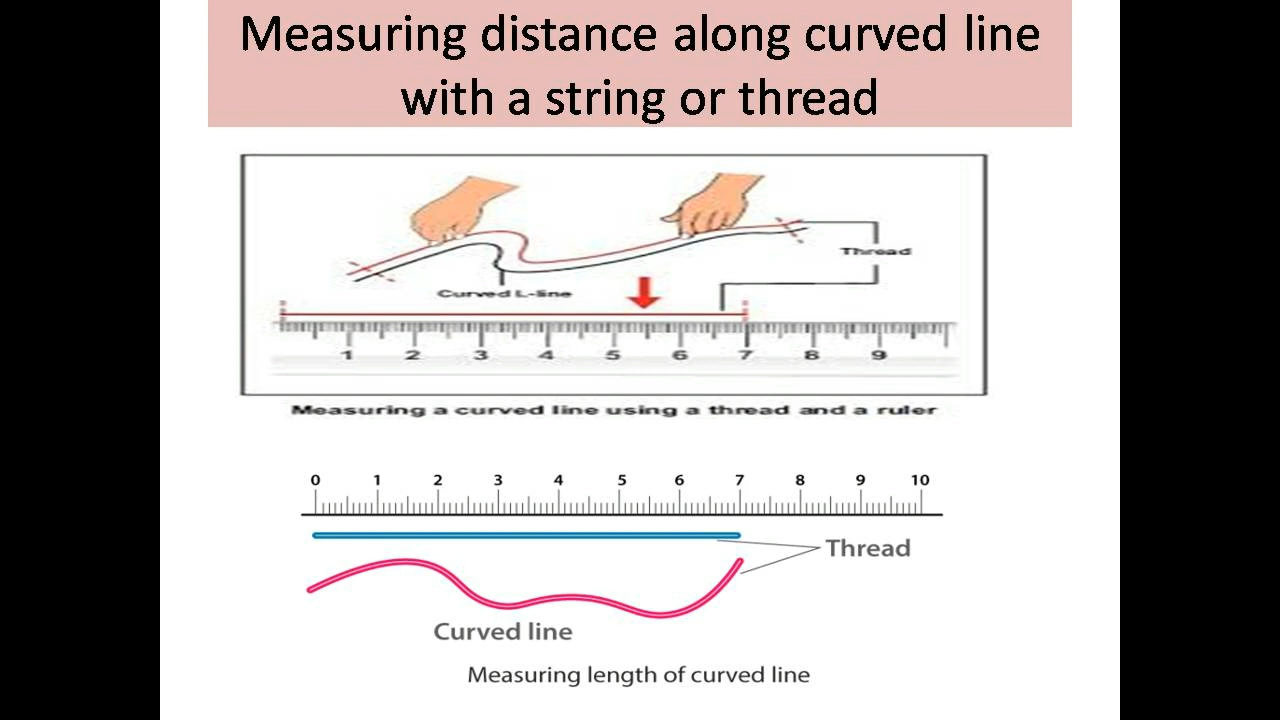 Measuring distance along curved line
with a string or thread
Thread
Curved L-line
1 2 3 4 5 6 7 8 9
Measuring a curved line using a thread and a ruler
0 1 2 3 4 5 6 7 8 9 10
Thread
Curved line
Measuring length of curved line